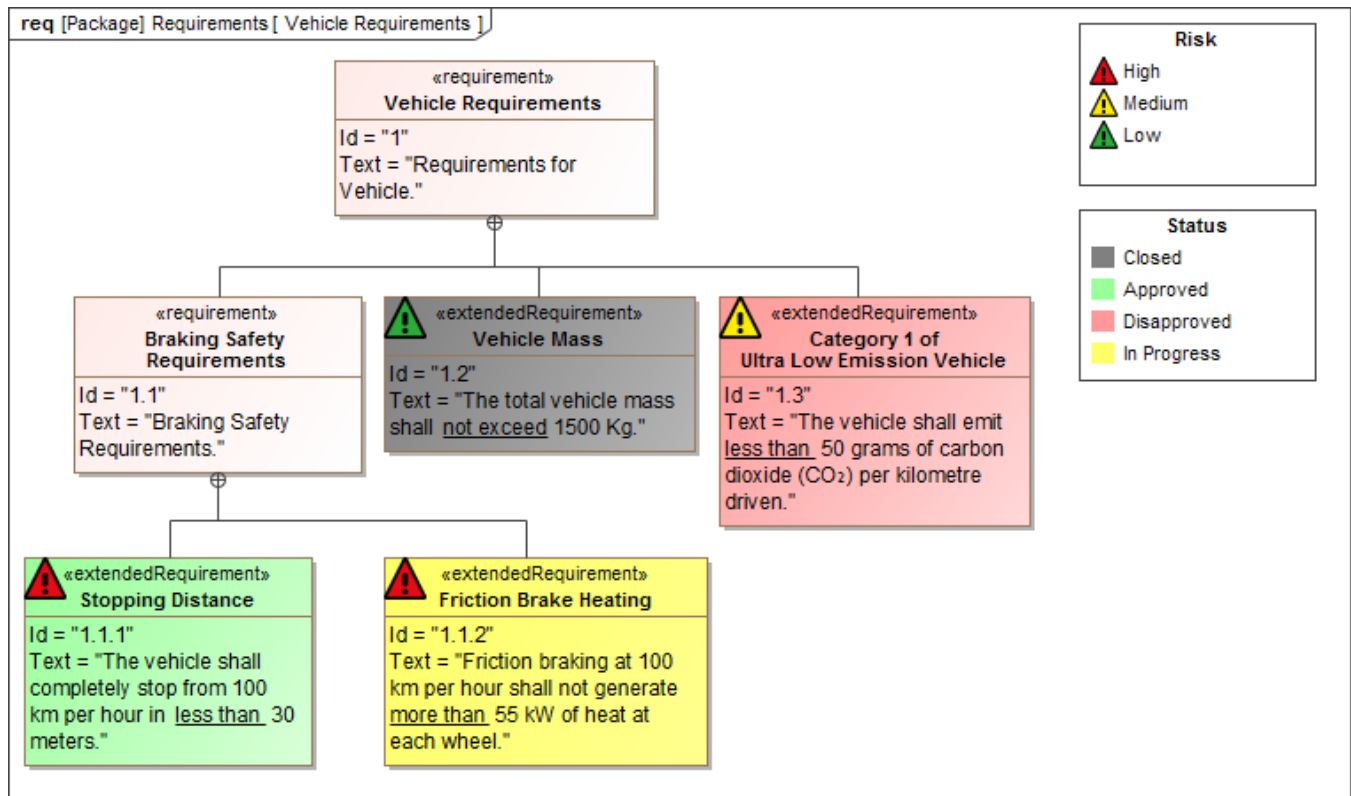 req [Package] Requirements [ Vehicle Requirements ]
«requirement»
Vehicle Requirements
Id = "1"
Text = "Requirements for
Vehicle."
Risk
High
Medium
Low
Status
Closed
Approved
Disapproved
In Progress
«requirement»
Braking Safety
Requirements
Id = "1.1"
Text = "Braking Safety
Requirements."
«extendedRequirement»
Vehicle Mass
Id = "1.2"
Text = "The total vehicle mass
shall not exceed 1500 Kg."
«extendedRequirement»
Category 1 of
Ultra Low Emission Vehicle
Id = "1.3"
Text = "The vehicle shall emit
less than 50 grams of carbon
dioxide (CO₂) per kilometre
driven."
«extendedRequirement»
Stopping Distance
Id = "1.1.1"
Text = "The vehicle shall
completely stop from 100
km per hour in less than 30
meters."
«extendedRequirement»
Friction Brake Heating
Id = "1.1.2"
Text = "Friction braking at 100
km per hour shall not generate
more than 55 kW of heat at
each wheel."